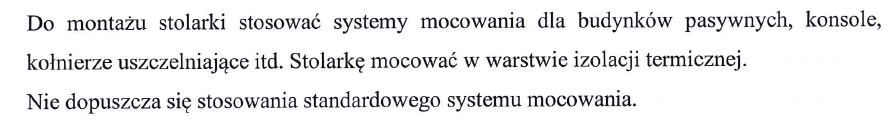 Do montażu stolarki stosować systemy mocowania dla budynków pasywnych, konsole,
kołnierze uszczelniające itd. Stolarkę mocować w warstwie izolacji termicznej.
Nie dopuszcza się stosowania standardowego systemu mocowania.